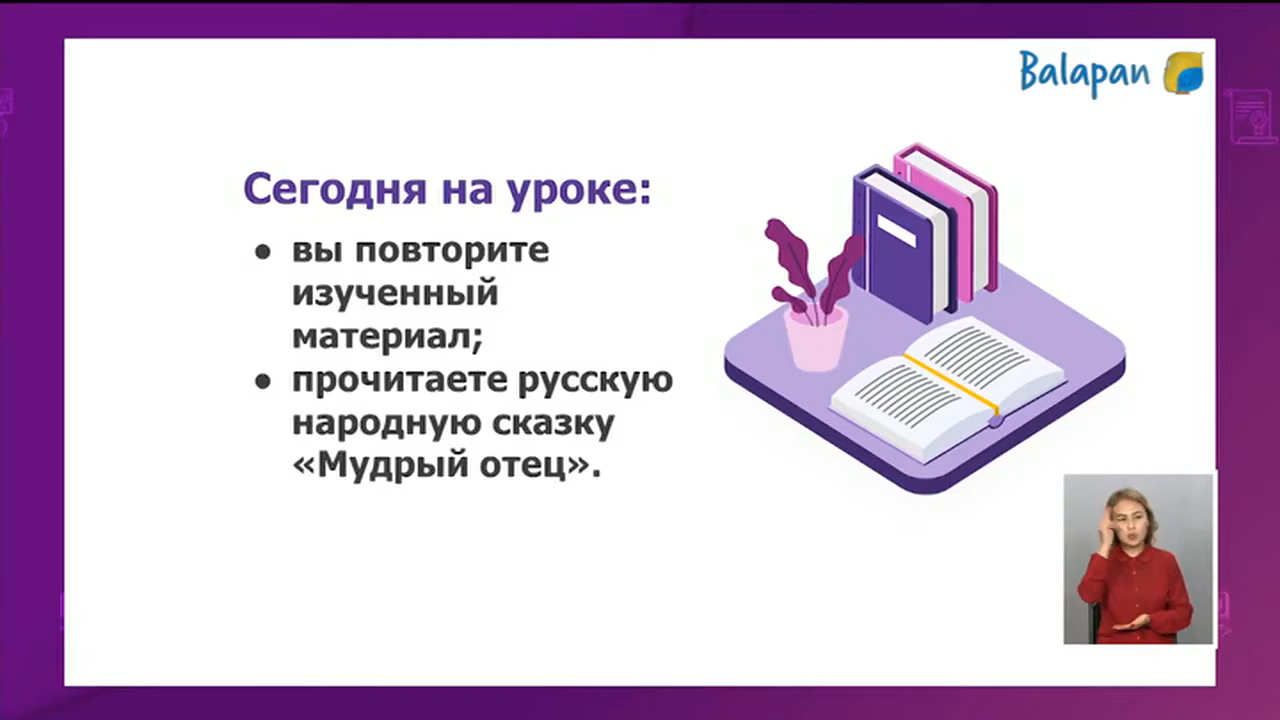 Balapan
Сегодня на уроке:
● вы повторите
изученный
материал;
● прочитаете русскую
народную сказку
«Мудрый отец».